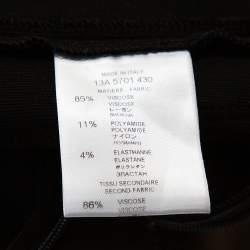 MADE IN ITALY
13A 5701 430
MATIERE FABRIC
85% VISCOSE
VISCOSE
レーヨン
VISCOSE
11% POLYAMIDE
POLYAMIDE
ナイロン
4% ELASTHANNE
ELASTANE
ポリウレタン
ЭЛАСТАН
TISSU SECONDAIRE
SECOND FABRIC
86% VISCOSE
VISCOSE